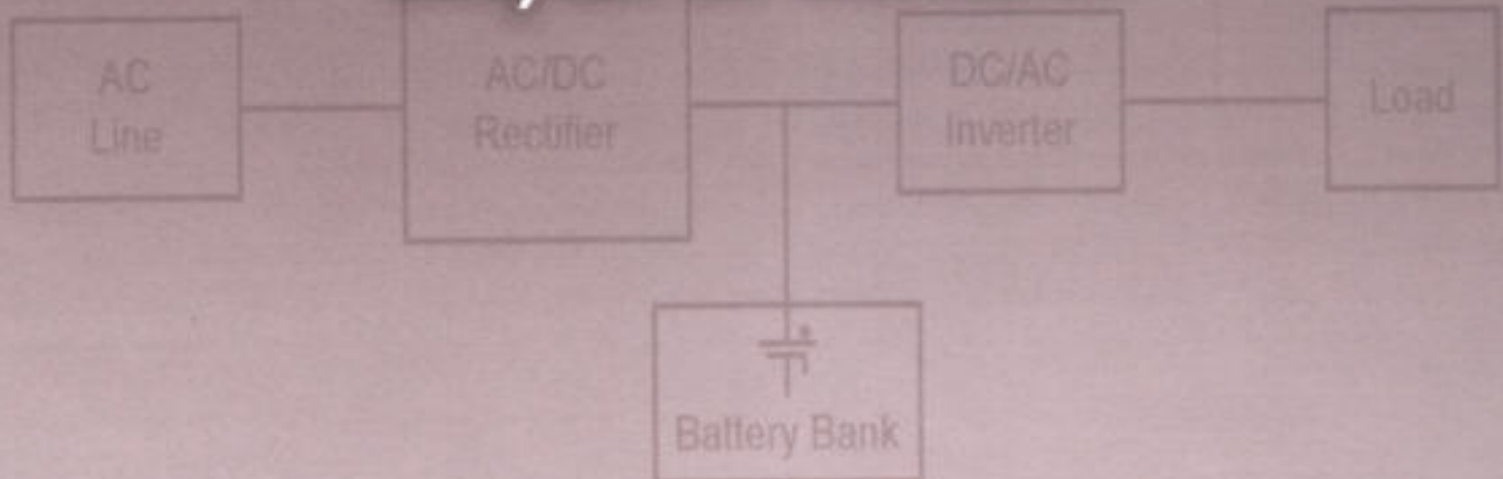 AC
Line
AC/DC
Rectifier
DC/AC
Inverter
Load
Battery Bank